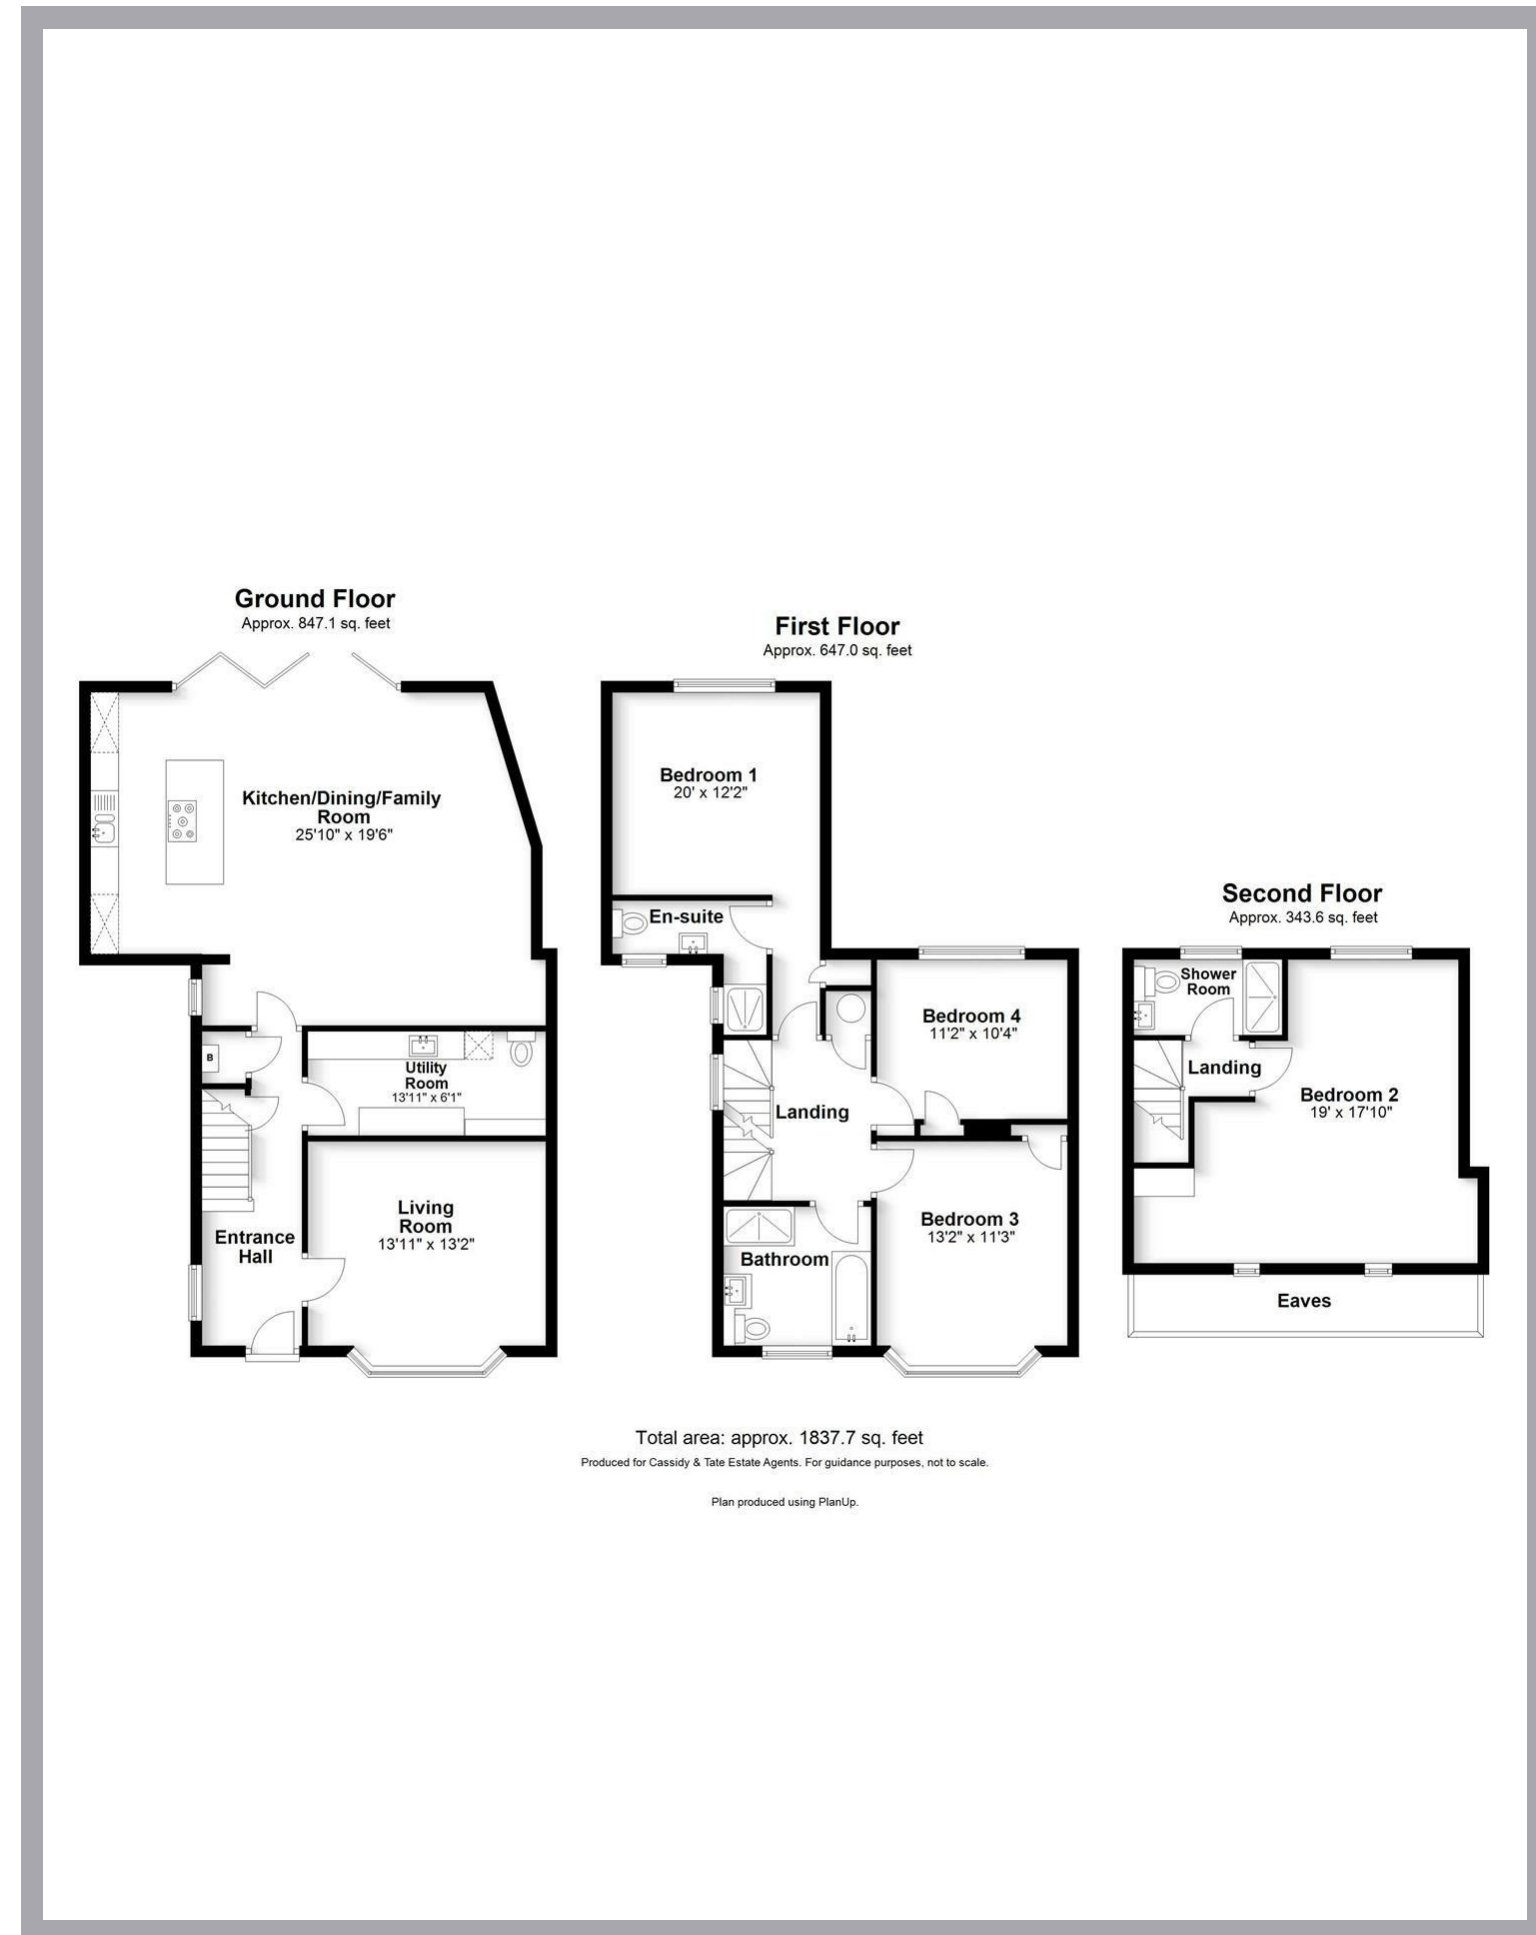 Ground Floor
Approx. 847.1 sq. feet
Kitchen/Dining/Family
Room
25'10" x 19'6"
B
Utility
Room
13'11" x 6'1"
Living
Room
13'11" x 13'2"
Entrance
Hall
First Floor
Approx. 647.0 sq. feet
Bedroom 1
20' x 12'2"
En-suite
Bedroom 4
11'2" x 10'4"
Landing
Bedroom 3
13'2" x 11'3"
Bathroom
Second Floor
Approx. 343.6 sq. feet
Shower
Room
Landing
Bedroom 2
19' x 17'10"
Eaves
Total area: approx. 1837.7 sq. feet
Produced for Cassidy & Tate Estate Agents. For guidance purposes, not to scale.
Plan produced using PlanUp.